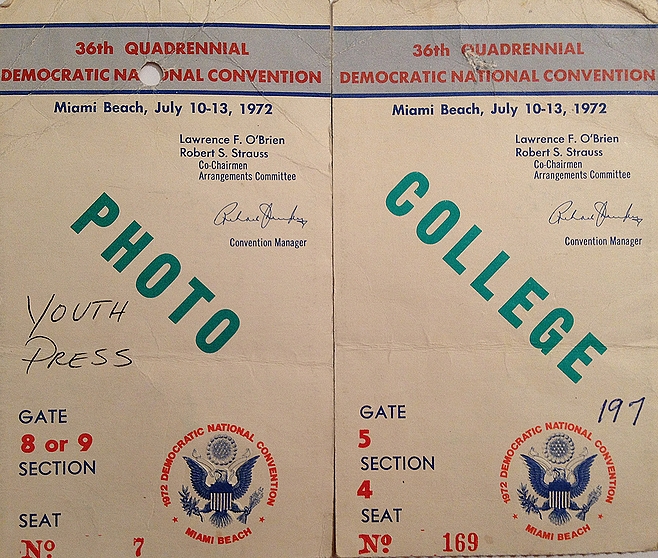 36th QUADRENNIAL
DEMOCRATIC NATIONAL CONVENTION
Miami Beach, July 10-13, 1972
Lawrence F. O'Brien
Robert S. Strauss
Co-Chairmen
Arrangements Committee
Convention Manager
PHOTO
YOUTH
PRESS
GATE
8 or 9
SECTION
SEAT
No 7
1972 DEMOCRATIC NATIONAL CONVENTION
★ MIAMI BEACH ★
36th QUADRENNIAL
DEMOCRATIC NATIONAL CONVENTION
Miami Beach, July 10-13, 1972
Lawrence F. O'Brien
Robert S. Strauss
Co-Chairmen
Arrangements Committee
Convention Manager
COLLEGE
197
GATE
5
SECTION
4
SEAT
No 169
1972 DEMOCRATIC NATIONAL CONVENTION
★ MIAMI BEACH ★